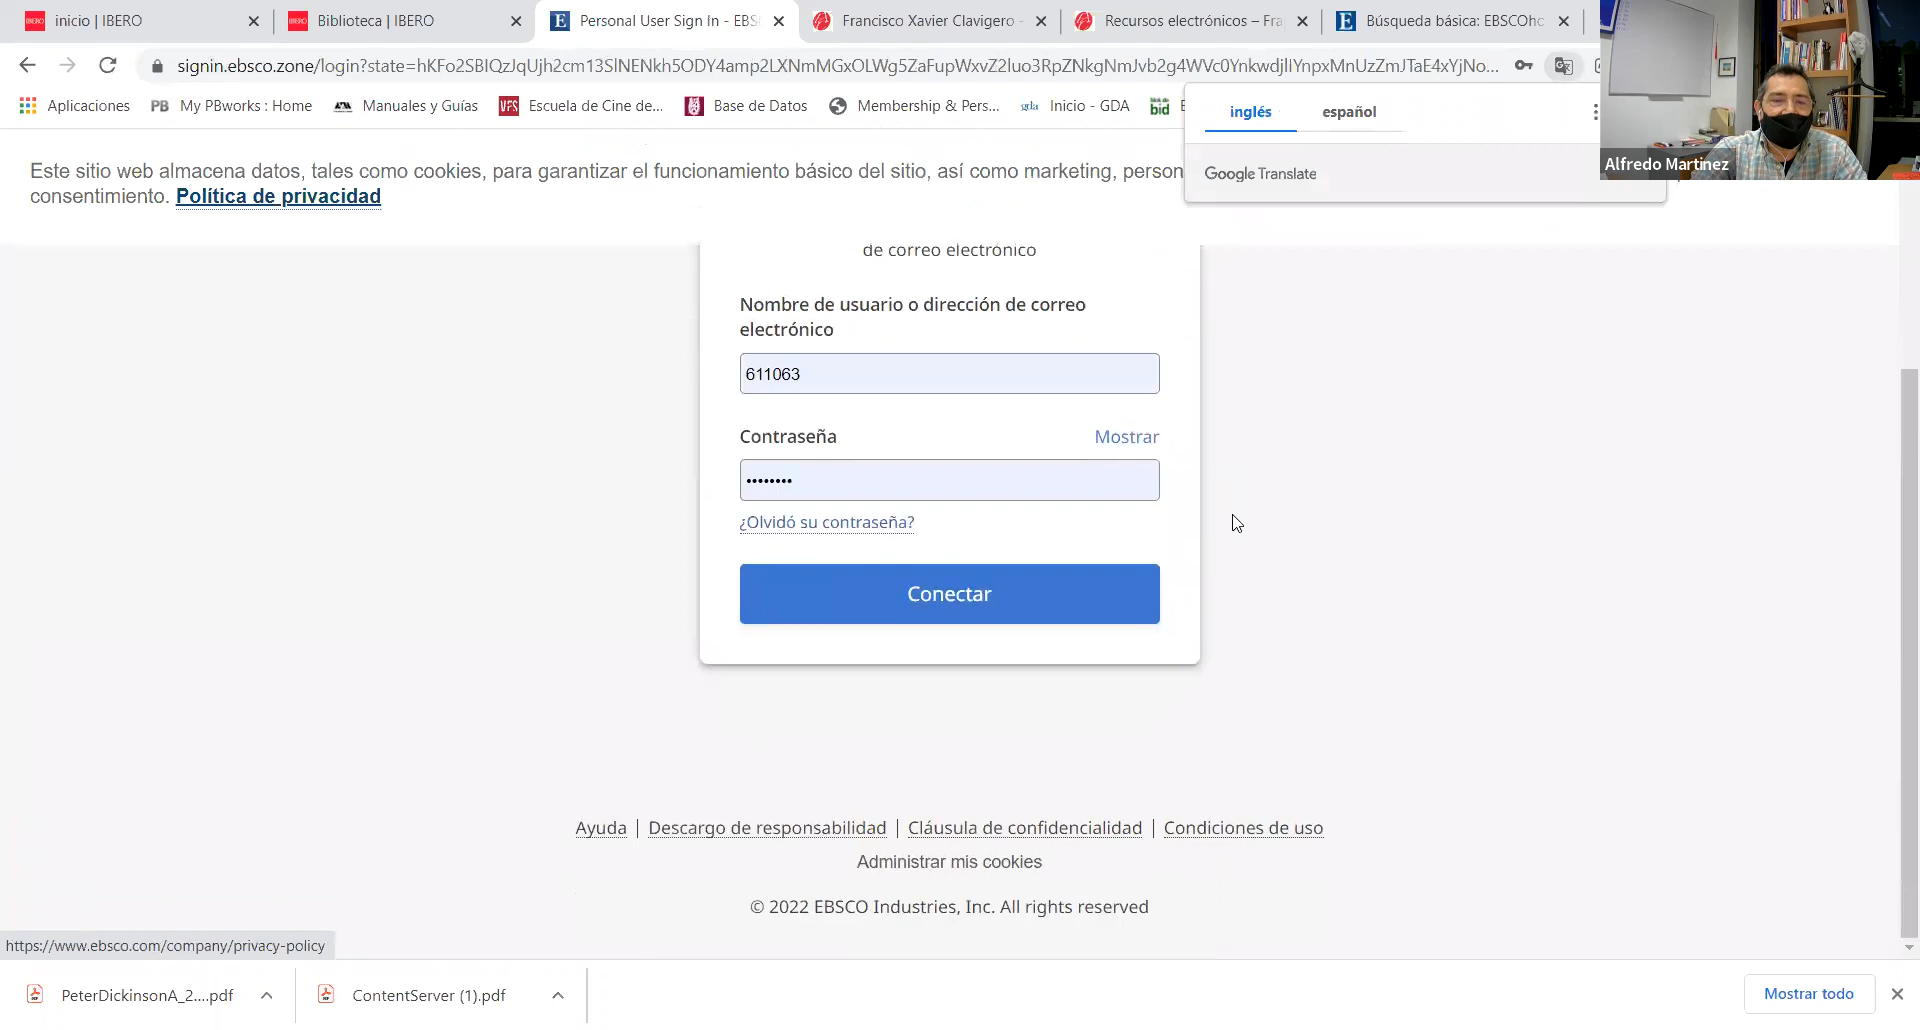 inicio | IBERO
Biblioteca | IBERO
Personal User Sign In - EBS
Francisco Xavier Clavigero -
Recursos electrónicos – Fra
Búsqueda básica: EBSCOho
signin.ebsco.zone/login?state=
Aplicaciones
PB My PBworks : Home
Manuales y Guías
Escuela de Cine de...
Base de Datos
Membership & Pers...
gda Inicio - GDA
bid
inglés
español
Google Translate
Alfredo Martinez
Este sitio web almacena datos, tales como cookies, para garantizar el funcionamiento básico del sitio, así como marketing, person
consentimiento. Política de privacidad
de correo electrónico
Nombre de usuario o dirección de correo
electrónico
611063
Contraseña
Mostrar
••••••••
¿Olvidó su contraseña?
Conectar
Ayuda | Descargo de responsabilidad | Cláusula de confidencialidad | Condiciones de uso
Administrar mis cookies
© 2022 EBSCO Industries, Inc. All rights reserved
https://www.ebsco.com/company/privacy-policy
PeterDickinsonA_2....pdf
ContentServer (1).pdf
Mostrar todo